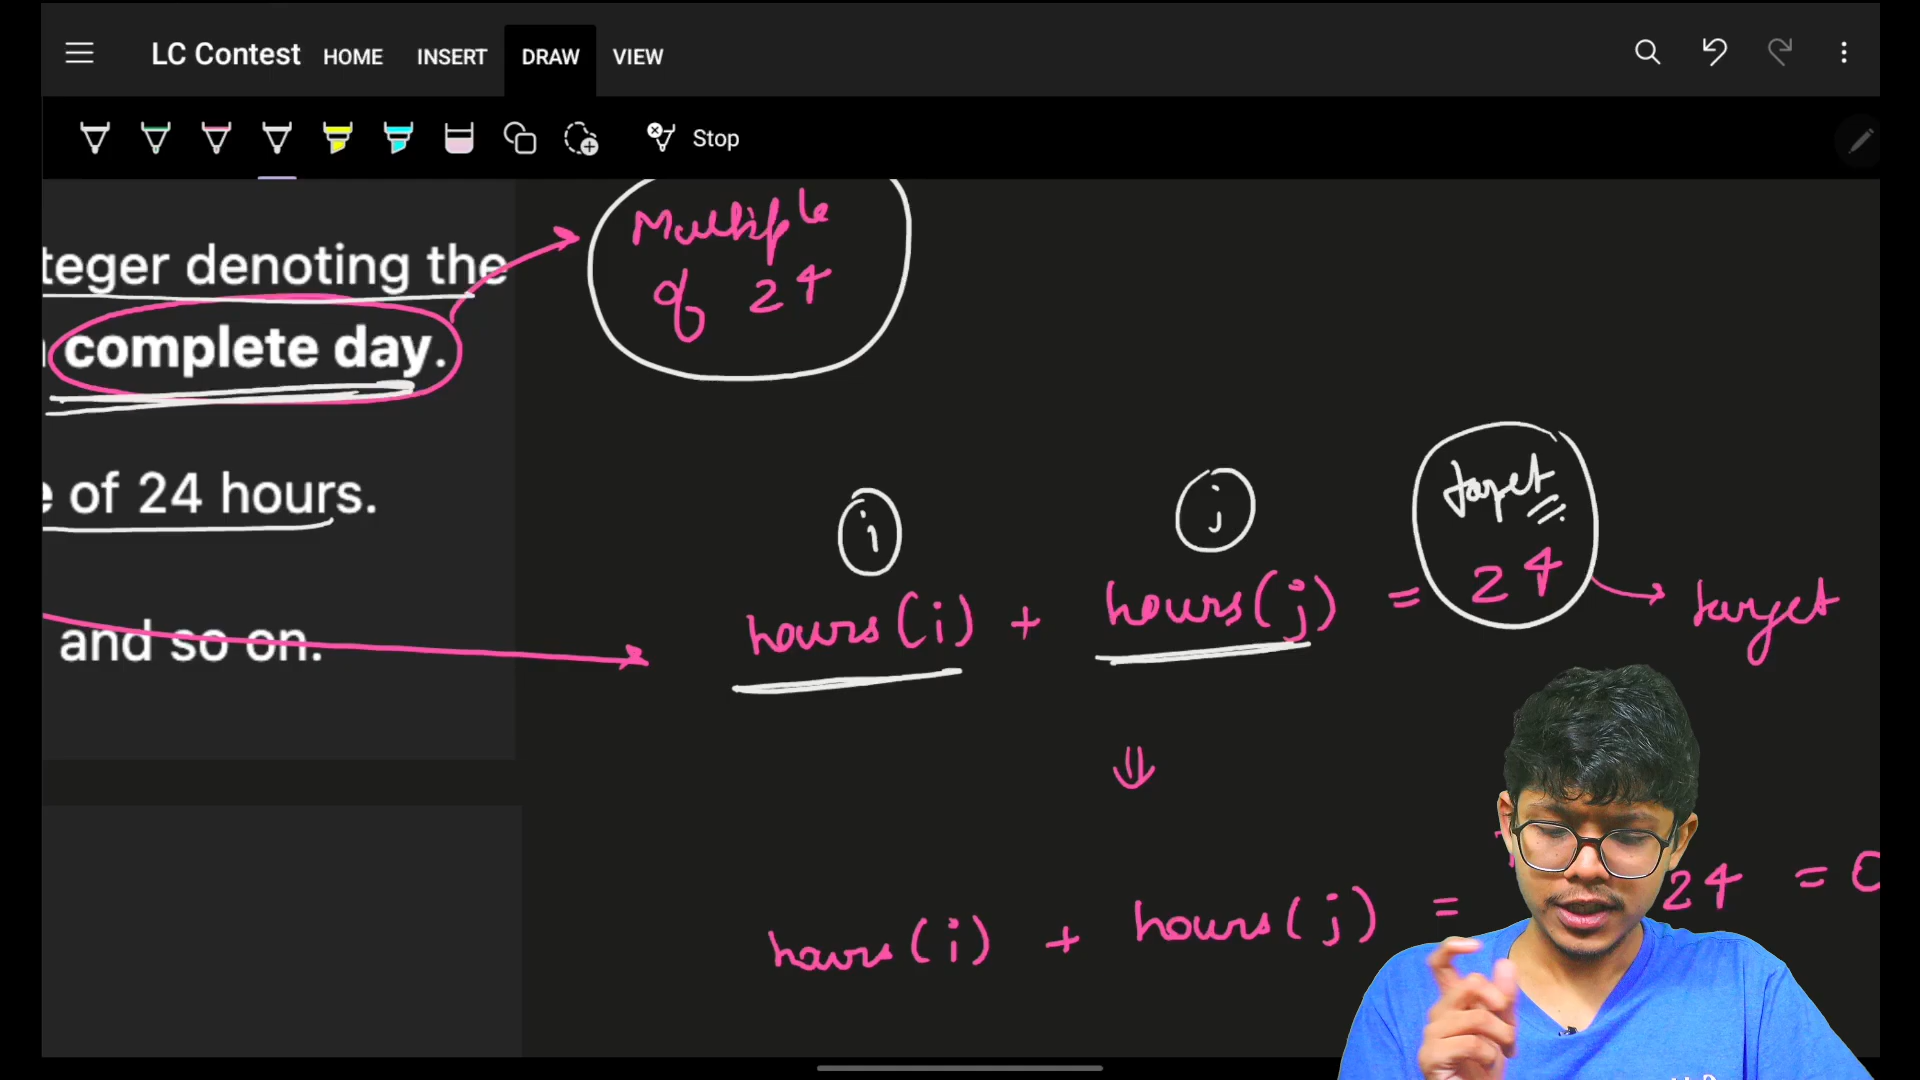 LC Contest HOME INSERT DRAW VIEW
Stop
teger denoting the
complete day.
e of 24 hours.
and so on.
Multiple
of 24
i
j
target
24
hours(i) + hours(j) =
target
hours(i) + hours(j) =
24 = 0